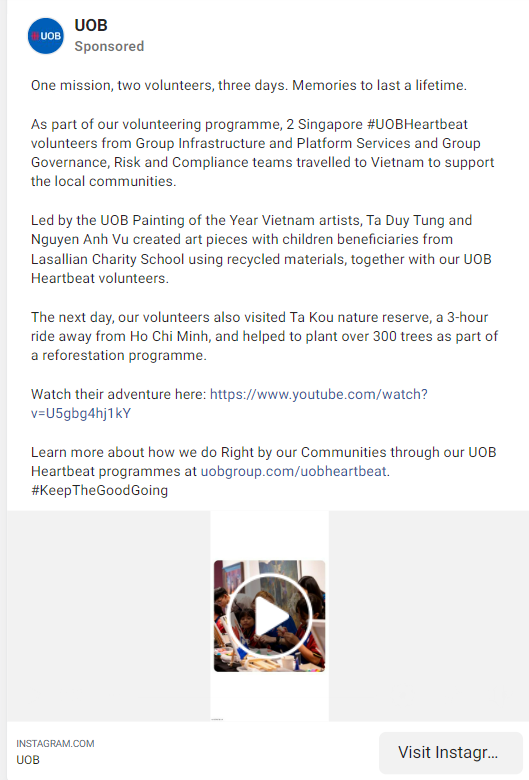 UOB
UOB
Sponsored
One mission, two volunteers, three days. Memories to last a lifetime.
As part of our volunteering programme, 2 Singapore #UOBHeartbeat
volunteers from Group Infrastructure and Platform Services and Group
Governance, Risk and Compliance teams travelled to Vietnam to support
the local communities.
Led by the UOB Painting of the Year Vietnam artists, Ta Duy Tung and
Nguyen Anh Vu created art pieces with children beneficiaries from
Lasallian Charity School using recycled materials, together with our UOB
Heartbeat volunteers.
The next day, our volunteers also visited Ta Kou nature reserve, a 3-hour
ride away from Ho Chi Minh, and helped to plant over 300 trees as part of
a reforestation programme.
Watch their adventure here: https://www.youtube.com/watch?
v=U5gbg4hj1kY
Learn more about how we do Right by our Communities through our UOB
Heartbeat programmes at uobgroup.com/uobheartbeat.
#KeepTheGoodGoing
INSTAGRAM.COM
UOB
Visit Instagr...